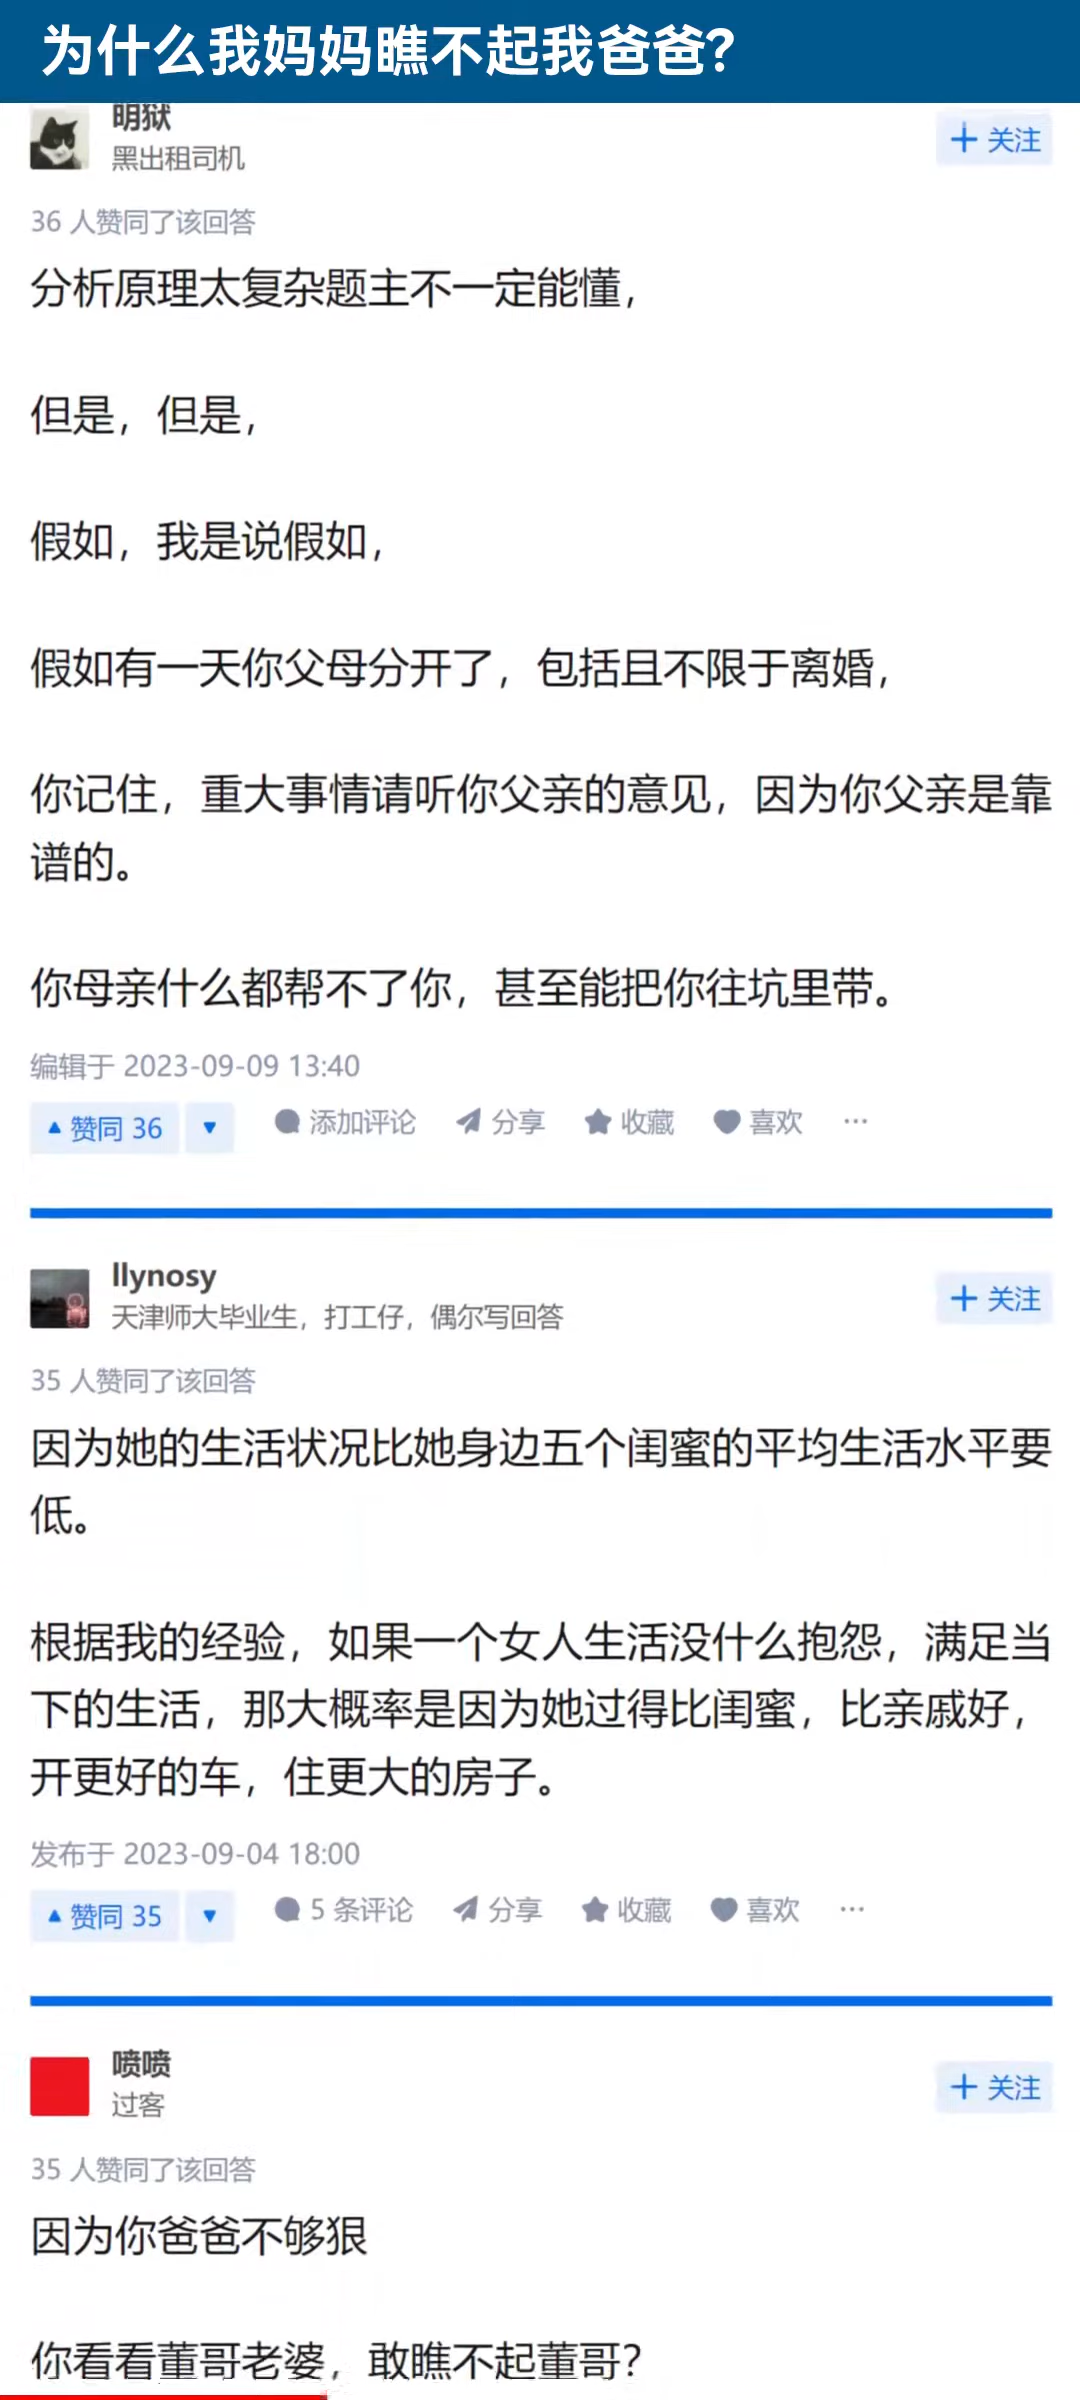 为什么我妈妈瞧不起我爸爸?
明狱
黑出租司机
+ 关注
36 人赞同了该回答
分析原理太复杂题主不一定能懂，
但是，但是，
假如，我是说假如，
假如有一天你父母分开了，包括且不限于离婚，
你记住，重大事情请听你父亲的意见，因为你父亲是靠
谱的。
你母亲什么都帮不了你，甚至能把你往坑里带。
编辑于 2023-09-09 13:40
▲ 赞同 36 ▼ 添加评论 分享 收藏 喜欢 ···
llynosy
天津师大毕业生，打工仔，偶尔写回答
+ 关注
35 人赞同了该回答
因为她的生活状况比她身边五个闺蜜的平均生活水平要
低。
根据我的经验，如果一个女人生活没什么抱怨，满足当
下的生活，那大概率是因为她过得比闺蜜，比亲戚好，
开更好的车，住更大的房子。
发布于 2023-09-04 18:00
▲ 赞同 35 ▼ 5 条评论 分享 收藏 喜欢 ···
喷喷
过客
+ 关注
35 人赞同了该回答
因为你爸爸不够狠
你看看董哥老婆，敢瞧不起董哥?